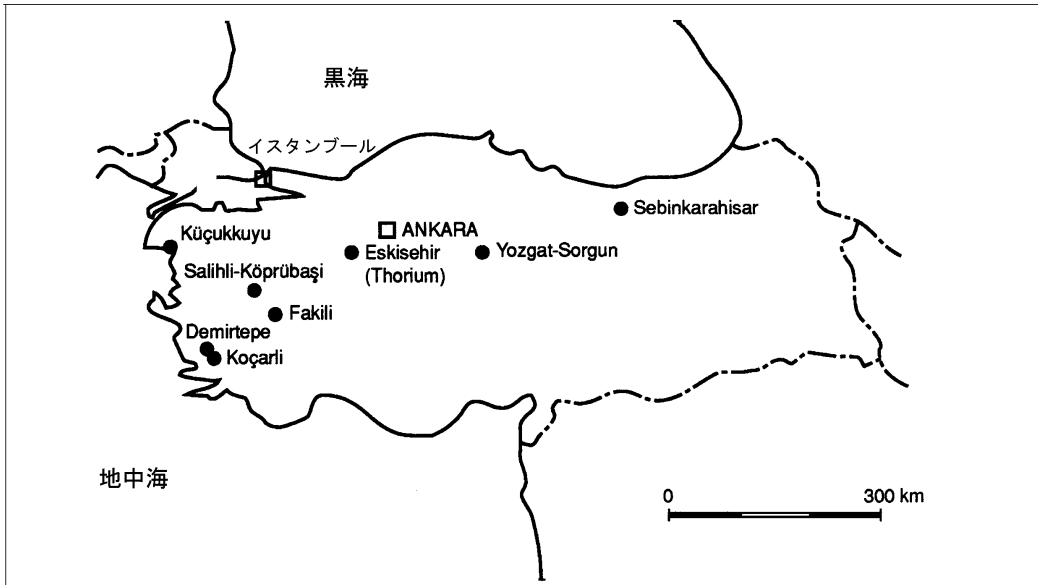 黒海
イスタンブール
Sebinkarahisar
Küçukkuyu
ANKARA
Eskisehir
(Thorium)
Yozgat-Sorgun
Salihli-Köprübaşi
Fakili
Demirtepe
Koçarli
地中海
0 300 km